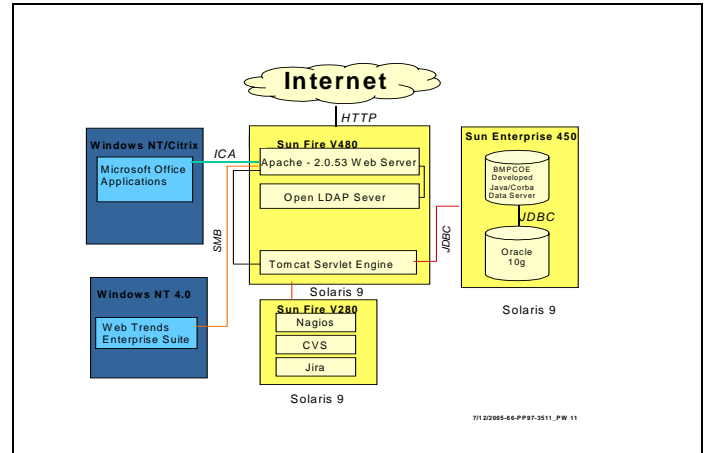 Internet
HTTP
Windows NT/Citrix
Microsoft Office
Applications
ICA
SMB
Sun Fire V480
Apache - 2.0.53 Web Server
Open LDAP Sever
Tomcat Servlet Engine
Solaris 9
JDBC
Sun Enterprise 450
BMPCOE
Developed
Java/Corba
Data Server
JDBC
Oracle
10g
Solaris 9
Windows NT 4.0
Web Trends
Enterprise Suite
Sun Fire V280
Nagios
CVS
Jira
Solaris 9
7/12/2005-66-PP97-3511_PW 11